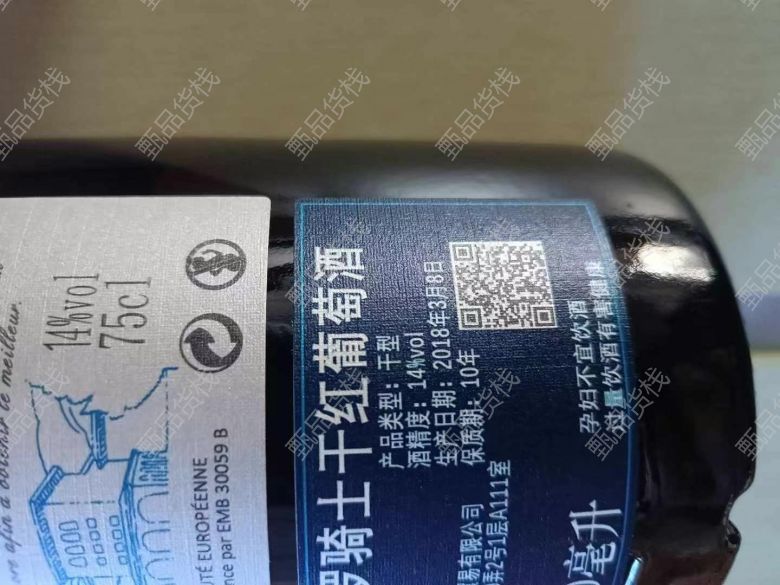 rs afin d'obtenir le meilleur.
14%vol
75cl
UTÉ EUROPÉENNE
nce par EMB 30059 B
骑士干红葡萄酒
产品类型：干型
酒精度：14%vol
生产日期：2018年3月8日
保质期：10年
易有限公司
弄2号1层A111室
毫升
孕妇不宜饮酒
过量饮酒有害健康
甄品货栈